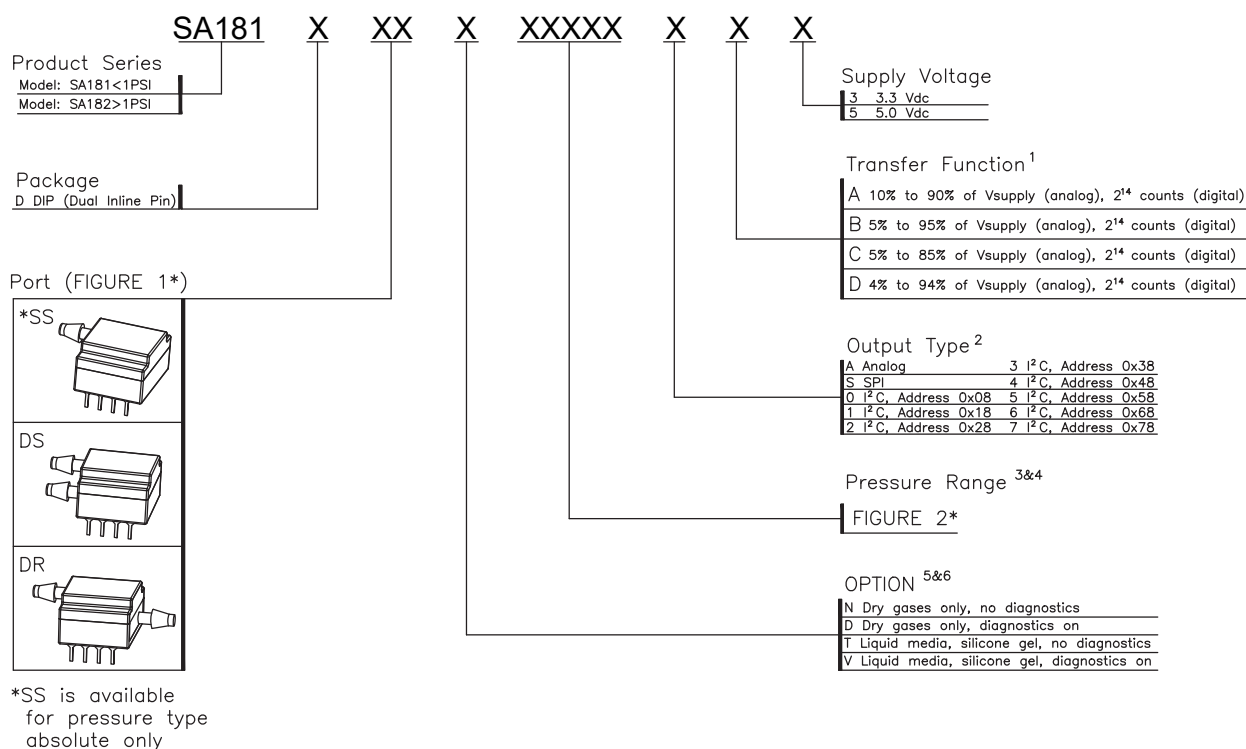 SA181 X XX X XXXXX X X X
Product Series
Model: SA181<1PSI
Model: SA182>1PSI
Package
D DIP (Dual Inline Pin)
Port (FIGURE 1*)
*SS
DS
DR
*SS is available
for pressure type
absolute only
Supply Voltage
3 3.3 Vdc
5 5.0 Vdc
Transfer Function¹
A 10% to 90% of Vsupply (analog), 2¹⁴ counts (digital)
B 5% to 95% of Vsupply (analog), 2¹⁴ counts (digital)
C 5% to 85% of Vsupply (analog), 2¹⁴ counts (digital)
D 4% to 94% of Vsupply (analog), 2¹⁴ counts (digital)
Output Type²
A Analog 3 I²C, Address 0x38
S SPI 4 I²C, Address 0x48
0 I²C, Address 0x08 5 I²C, Address 0x58
1 I²C, Address 0x18 6 I²C, Address 0x68
2 I²C, Address 0x28 7 I²C, Address 0x78
Pressure Range ³&⁴
FIGURE 2*
OPTION ⁵&⁶
N Dry gases only, no diagnostics
D Dry gases only, diagnostics on
T Liquid media, silicone gel, no diagnostics
V Liquid media, silicone gel, diagnostics on